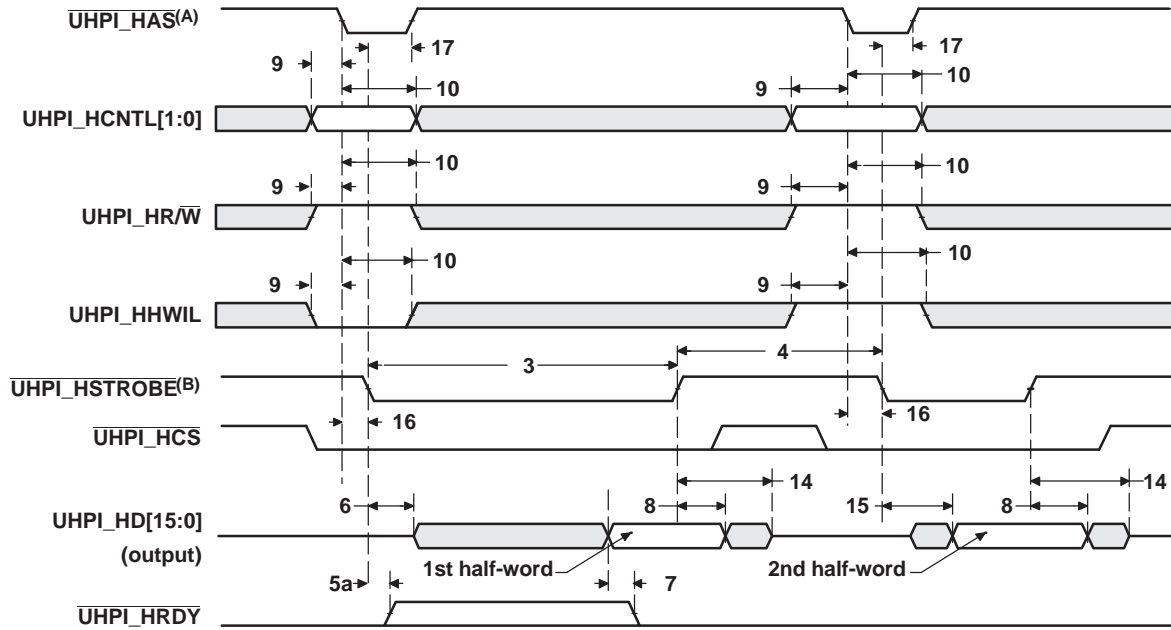 UHPI_HAS(A)
17 17
9 10 9 10
UHPI_HCNTL[1:0]
10 10
9 9
UHPI_HR/W
10 10
9 9
UHPI_HHWIL
3 4
UHPI_HSTROBE(B)
16 16
UHPI_HCS
14 14
6 8 15 8
UHPI_HD[15:0]
(output)
1st half-word 2nd half-word
5a 7
UHPI_HRDY